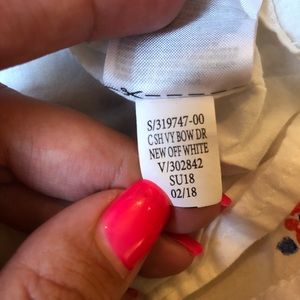 S/319747-00
C SH VY BOW DR
NEW OFF WHITE
V/302842
SU18
02/18